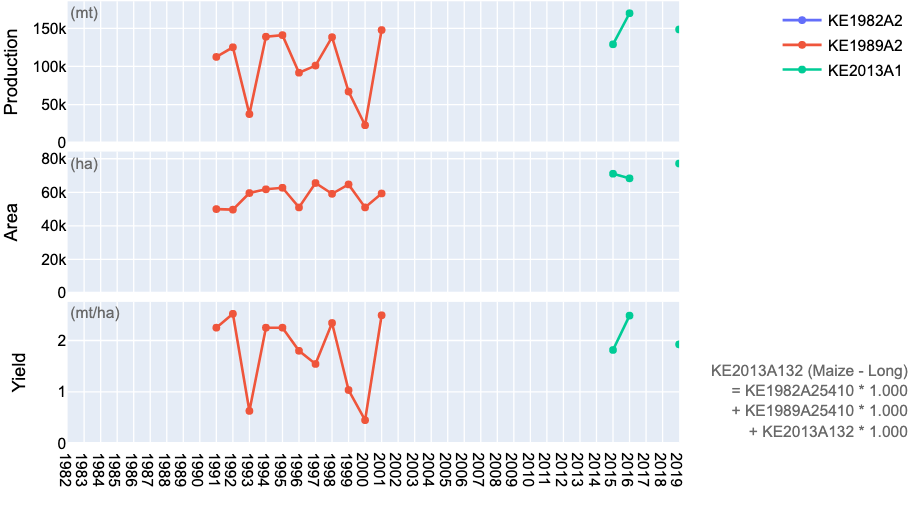 (mt)
Production
150k
100k
50k
0
KE1982A2
KE1989A2
KE2013A1
(ha)
Area
80k
60k
40k
20k
0
(mt/ha)
Yield
2
1
0
KE2013A132 (Maize - Long)
= KE1982A25410 * 1.000
+ KE1989A25410 * 1.000
+ KE2013A132 * 1.000
1982
1983
1984
1985
1986
1987
1988
1989
1990
1991
1992
1993
1994
1995
1996
1997
1998
1999
2000
2001
2002
2003
2004
2005
2006
2007
2008
2009
2010
2011
2012
2013
2014
2015
2016
2017
2018
2019